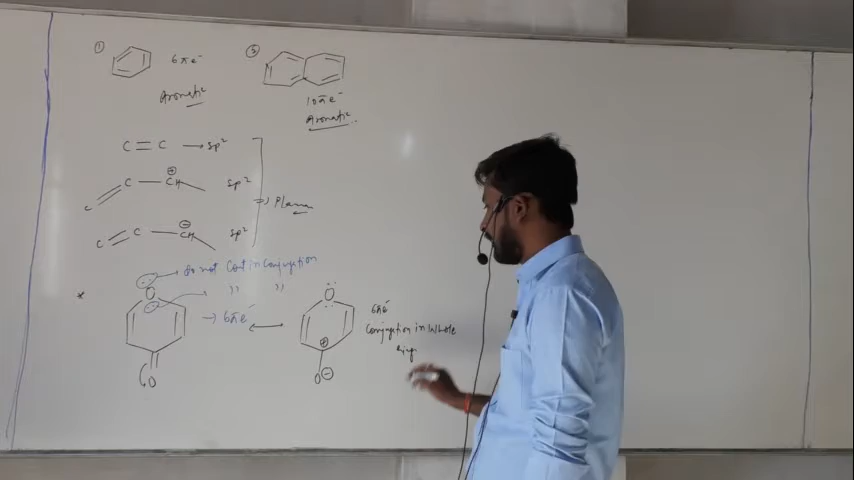 ① 6πe⁻
Aromatic
② 10πe⁻
Aromatic
C=C → sp²
C C — CH ⊕ sp²
⇒ Planar
C C — CH ⊖ sp²
do not Cont in Conjugation
" "
*
O
→ 6πe⁻
O
O
6πe⁻
Conjugation in Whole
ring
⊕
O ⊖